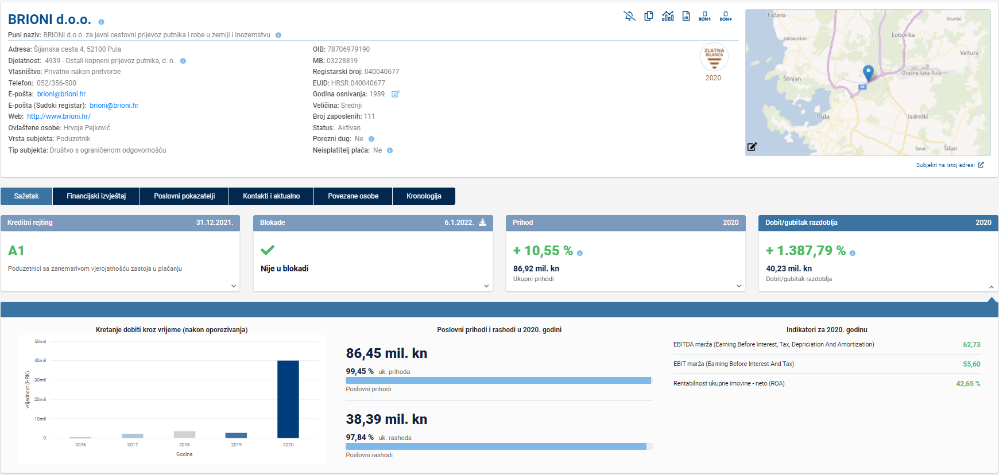 BRIONI d.o.o.
Puni naziv: BRIONI d.o.o. za javni cestovni prijevoz putnika i robe u zemlji i inozemstvu
Adresa: Šijanska cesta 4, 52100 Pula
Djelatnost: 4939 - Ostali kopneni prijevoz putnika, d. n.
Vlasništvo: Privatno nakon pretvorbe
Telefon: 052/356-500
E-pošta: brioni@brioni.hr
E-pošta (Sudski registar): brioni@brioni.hr
Web: http://www.brioni.hr/
Ovlaštene osobe: Hrvoje Pejković
Vrsta subjekta: Poduzetnik
Tip subjekta: Društvo s ograničenom odgovornošću
OIB: 78706979190
MB: 03228819
Registarski broj: 040040677
EUID: HRSR.040040677
Godina osnivanja: 1989.
Veličina: Srednji
Broj zaposlenih: 111
Status: Aktivan
Porezni dug: Ne
Neisplatitelj plaća: Ne
BON1
BON+
ZLATNA
BILANCA
2020.
Fažana
Muntić
Loborika
Valbandon
Valtura
Štinjan
Zračna-luka-Pula
66
Pula
Jadreški
Ševe
Šišan
Subjekti na istoj adresi
Sažetak
Financijski izvještaj
Poslovni pokazatelji
Kontakti i aktualno
Povezane osobe
Kronologija
Kreditni rejting 31.12.2021.
A1
Poduzetnici sa zanemarivom vjerojatnošću zastoja u plaćanju
Blokade 6.1.2022.
Nije u blokadi
Prihod 2020
+ 10,55 %
86,92 mil. kn
Ukupni prihodi
Dobit/gubitak razdoblja 2020
+ 1.387,79 %
40,23 mil. kn
Dobit/gubitak razdoblja
Kretanje dobiti kroz vrijeme (nakon oporezivanja)
vrijednost (HRK)
50mil
40mil
30mil
20mil
10mil
0
2016 2017 2018 2019 2020
Godina
Poslovni prihodi i rashodi u 2020. godini
86,45 mil. kn
99,45 % uk. prihoda
Poslovni prihodi
38,39 mil. kn
97,84 % uk. rashoda
Poslovni rashodi
Indikatori za 2020. godinu
EBITDA marža (Earning Before Interest, Tax, Depriciation And Amortization) 62,73
EBIT marža (Earning Before Interest And Tax) 55,60
Rentabilnost ukupne imovine - neto (ROA) 42,65 %